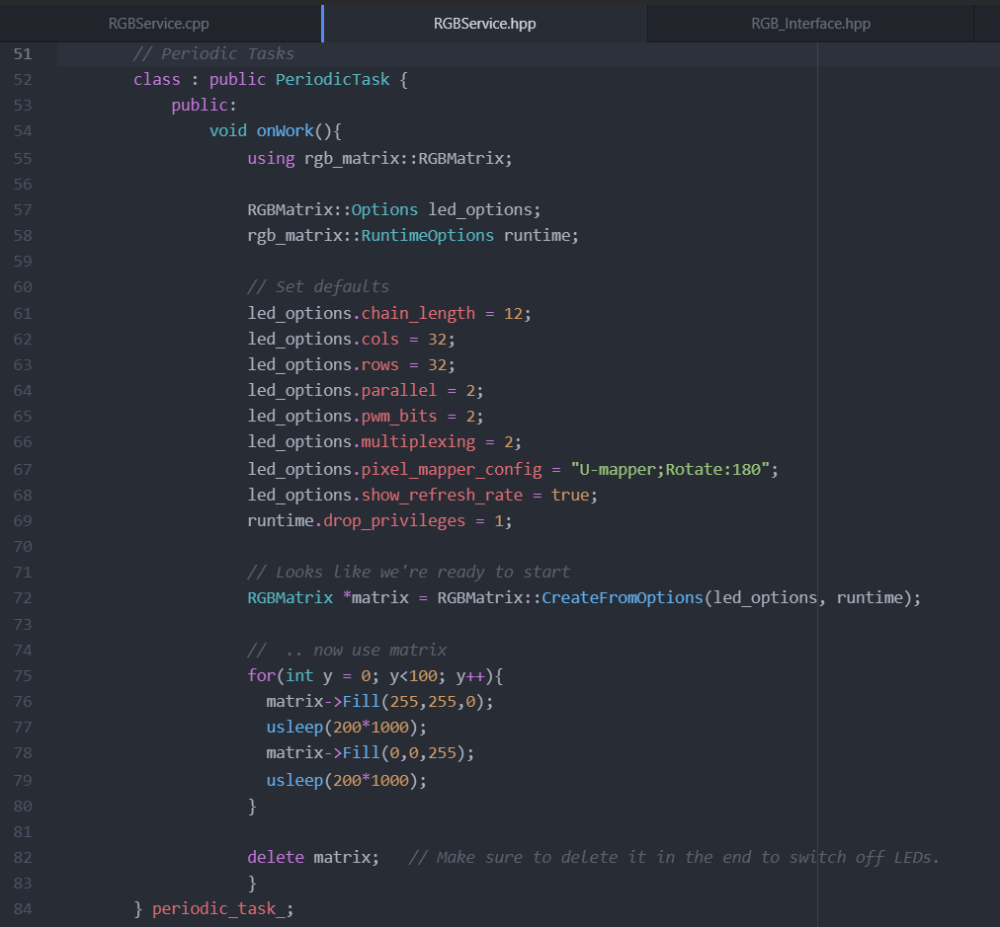 RGBService.cpp RGBService.hpp RGB_Interface.hpp
51 // Periodic Tasks
52 class : public PeriodicTask {
53 public:
54 void onWork(){
55 using rgb_matrix::RGBMatrix;
56
57 RGBMatrix::Options led_options;
58 rgb_matrix::RuntimeOptions runtime;
59
60 // Set defaults
61 led_options.chain_length = 12;
62 led_options.cols = 32;
63 led_options.rows = 32;
64 led_options.parallel = 2;
65 led_options.pwm_bits = 2;
66 led_options.multiplexing = 2;
67 led_options.pixel_mapper_config = "U-mapper;Rotate:180";
68 led_options.show_refresh_rate = true;
69 runtime.drop_privileges = 1;
70
71 // Looks like we're ready to start
72 RGBMatrix *matrix = RGBMatrix::CreateFromOptions(led_options, runtime);
73
74 // .. now use matrix
75 for(int y = 0; y<100; y++){
76 matrix->Fill(255,255,0);
77 usleep(200*1000);
78 matrix->Fill(0,0,255);
79 usleep(200*1000);
80 }
81
82 delete matrix; // Make sure to delete it in the end to switch off LEDs.
83 }
84 } periodic_task_;